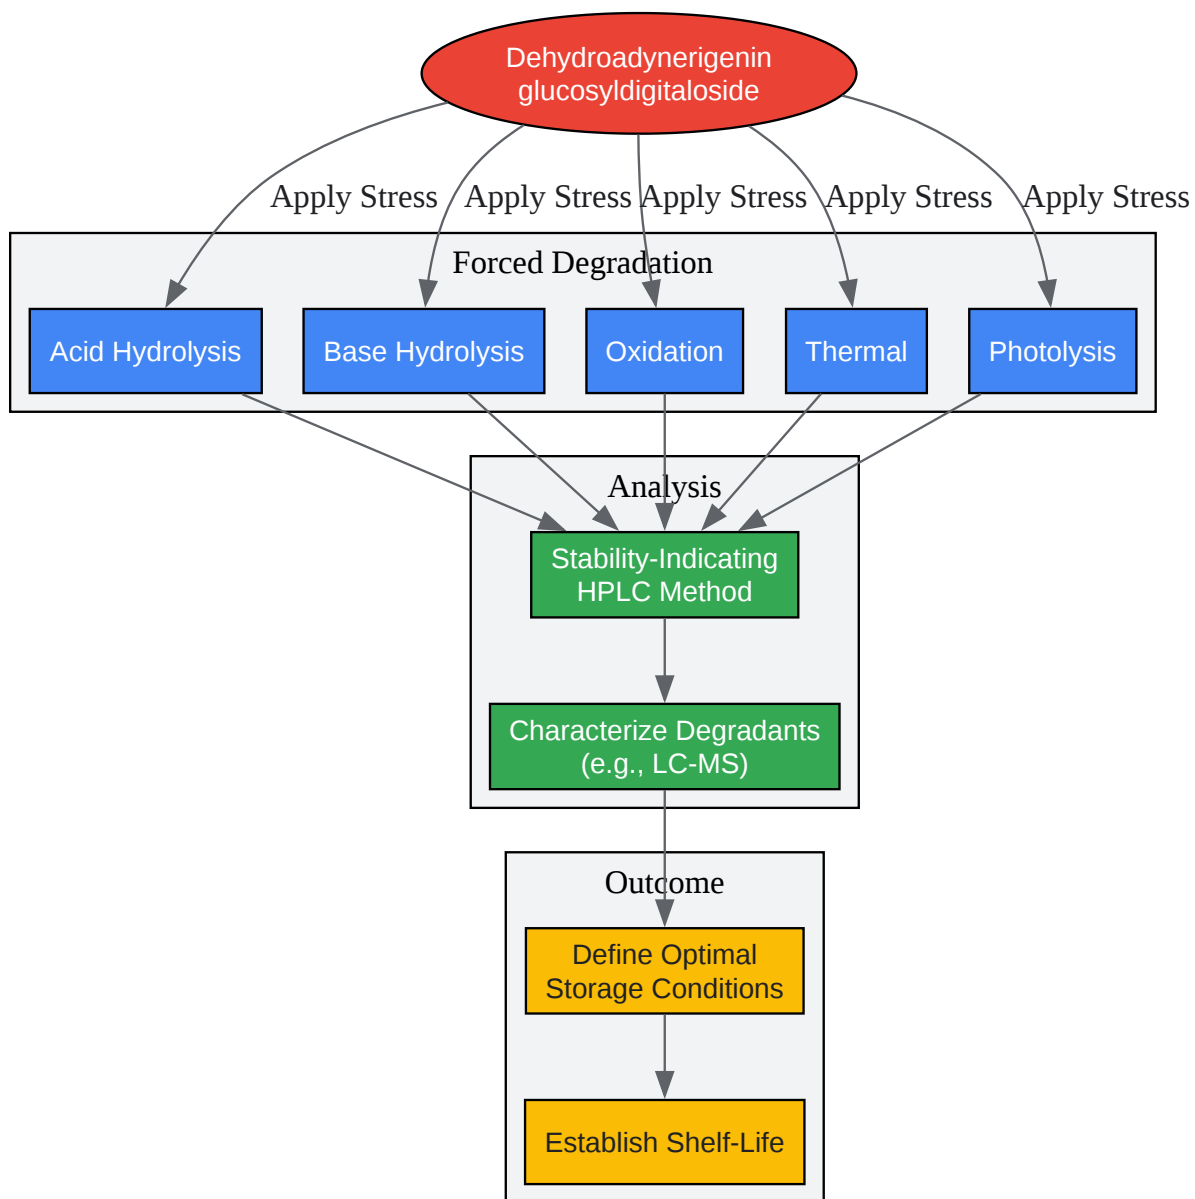 Dehydroadynerigenin
glucosyldigitaloside
Apply Stress
Apply Stress
Apply Stress
Apply Stress
Apply Stress
Forced Degradation
Acid Hydrolysis
Base Hydrolysis
Oxidation
Thermal
Photolysis
Analysis
Stability-Indicating
HPLC Method
Characterize Degradants
(e.g., LC-MS)
Outcome
Define Optimal
Storage Conditions
Establish Shelf-Life